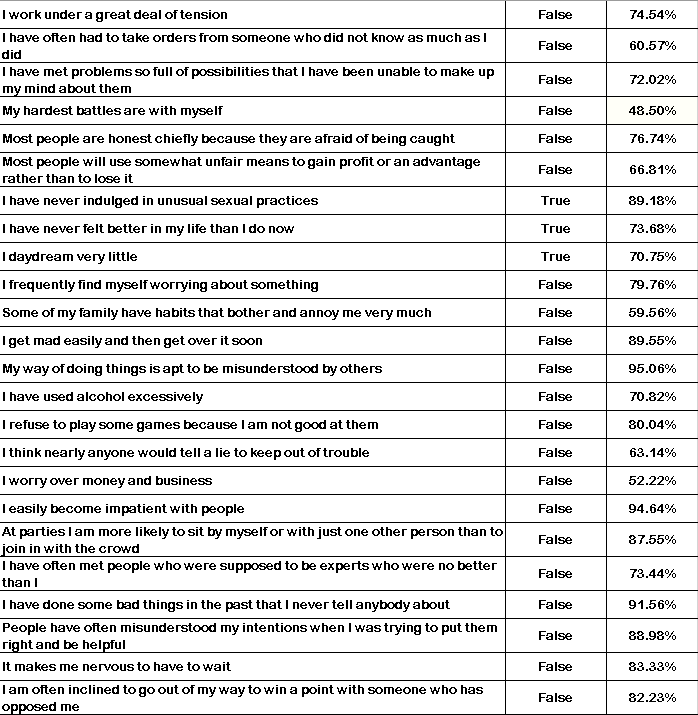 I work under a great deal of tension False 74.54%
I have often had to take orders from someone who did not know as much as I
did False 60.57%
I have met problems so full of possibilities that I have been unable to make up
my mind about them False 72.02%
My hardest battles are with myself False 48.50%
Most people are honest chiefly because they are afraid of being caught False 76.74%
Most people will use somewhat unfair means to gain profit or an advantage
rather than to lose it False 66.81%
I have never indulged in unusual sexual practices True 89.18%
I have never felt better in my life than I do now True 73.68%
I daydream very little True 70.75%
I frequently find myself worrying about something False 79.76%
Some of my family have habits that bother and annoy me very much False 59.56%
I get mad easily and then get over it soon False 89.55%
My way of doing things is apt to be misunderstood by others False 95.06%
I have used alcohol excessively False 70.82%
I refuse to play some games because I am not good at them False 80.04%
I think nearly anyone would tell a lie to keep out of trouble False 63.14%
I worry over money and business False 52.22%
I easily become impatient with people False 94.64%
At parties I am more likely to sit by myself or with just one other person than to
join in with the crowd False 87.55%
I have often met people who were supposed to be experts who were no better
than I False 73.44%
I have done some bad things in the past that I never tell anybody about False 91.56%
People have often misunderstood my intentions when I was trying to put them
right and be helpful False 88.98%
It makes me nervous to have to wait False 83.33%
I am often inclined to go out of my way to win a point with someone who has
opposed me False 82.23%